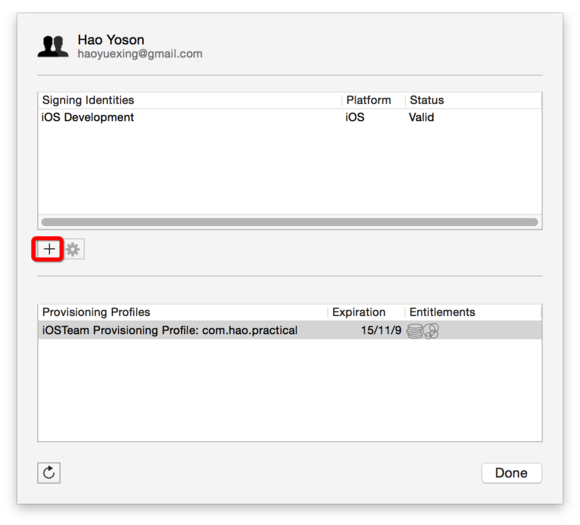 Hao Yoson
haoyuexing@gmail.com
Signing Identities Platform Status
iOS Development iOS Valid
+
Provisioning Profiles Expiration Entitlements
iOSTeam Provisioning Profile: com.hao.practical 15/11/9
Done